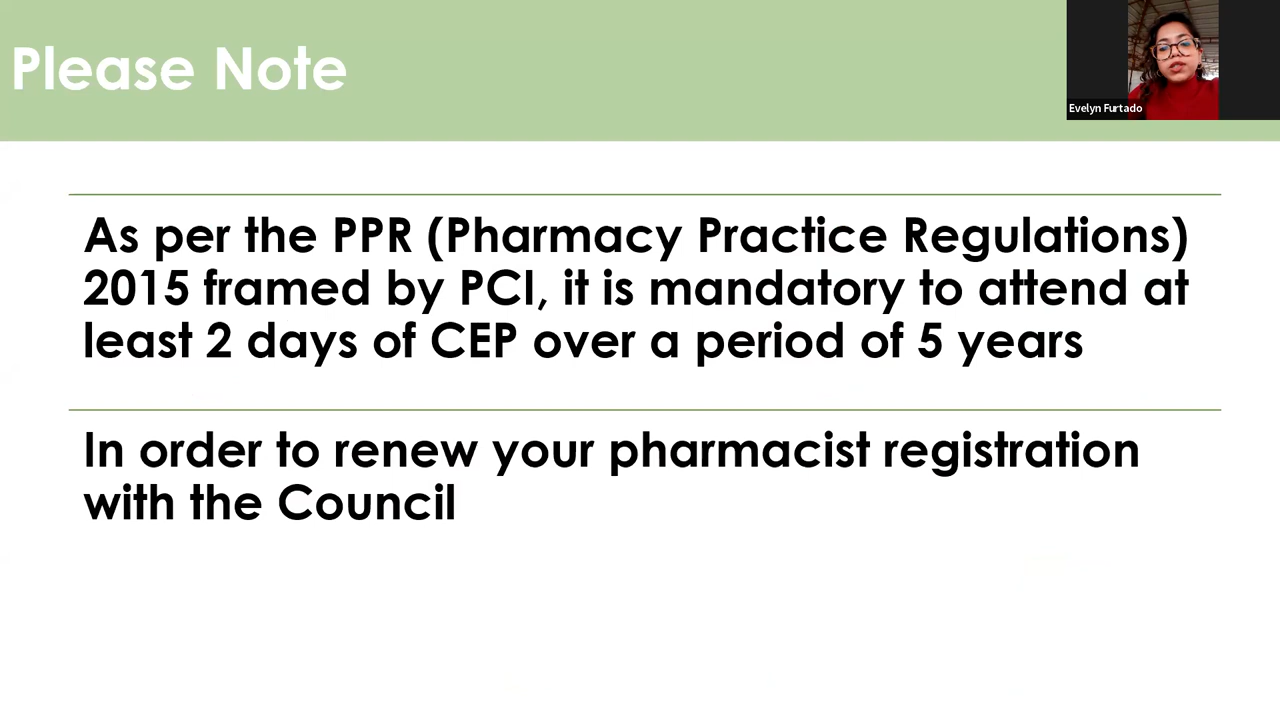 Please Note
Evelyn Furtado
As per the PPR (Pharmacy Practice Regulations)
2015 framed by PCI, it is mandatory to attend at
least 2 days of CEP over a period of 5 years
In order to renew your pharmacist registration
with the Council